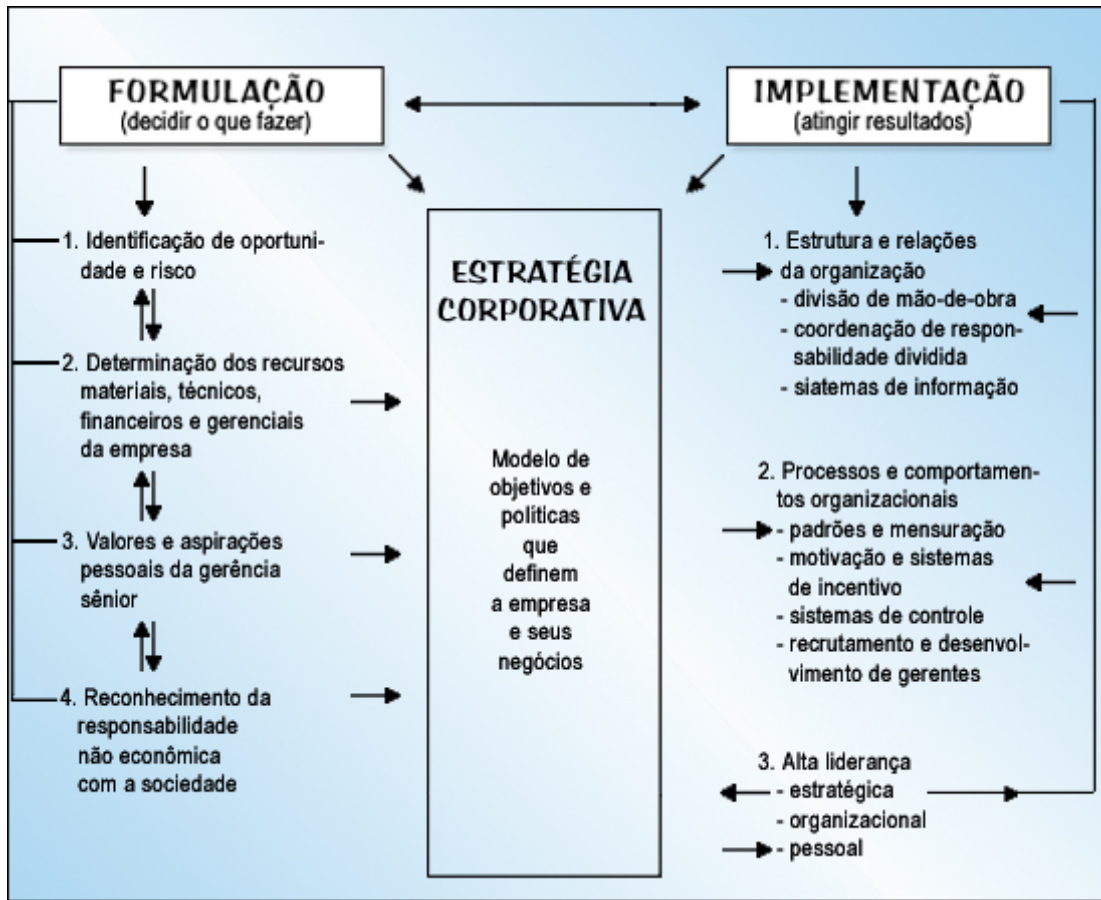 FORMULAÇÃO
(decidir o que fazer)
1. Identificação de oportuni-
dade e risco
2. Determinação dos recursos
materiais, técnicos,
financeiros e gerenciais
da empresa
3. Valores e aspirações
pessoais da gerência
sênior
4. Reconhecimento da
responsabilidade
não econômica
com a sociedade
ESTRATÉGIA
CORPORATIVA
Modelo de
objetivos e
políticas
que
definem
a empresa
e seus
negócios
IMPLEMENTAÇÃO
(atingir resultados)
1. Estrutura e relações
da organização
- divisão de mão-de-obra
- coordenação de respon-
sabilidade dividida
- siatemas de informação
2. Processos e comportamen-
tos organizacionais
- padrões e mensuração
- motivação e sistemas
de incentivo
- sistemas de controle
- recrutamento e desenvol-
vimento de gerentes
3. Alta liderança
- estratégica
- organizacional
- pessoal